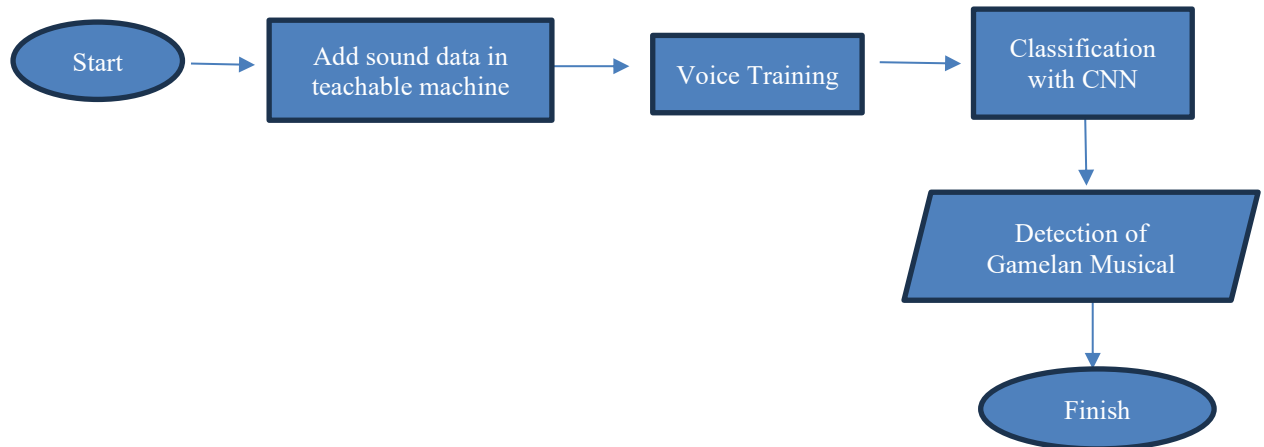 Start
Add sound data in
teachable machine
Voice Training
Classification
with CNN
Detection of
Gamelan Musical
Finish